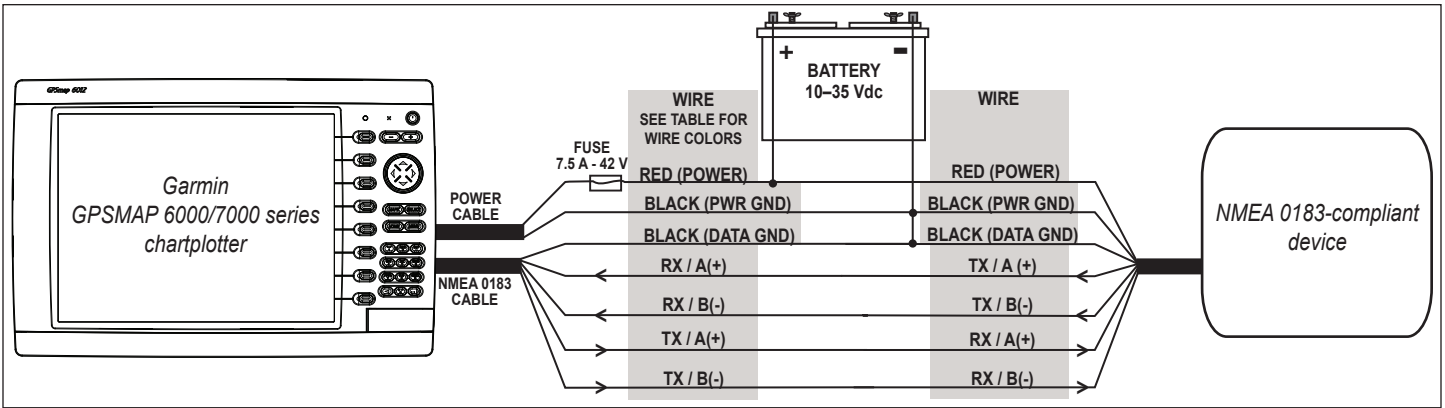 GPSmap 6012
Garmin
GPSMAP 6000/7000 series
chartplotter
POWER
CABLE
NMEA 0183
CABLE
FUSE
7.5 A - 42 V
WIRE
SEE TABLE FOR
WIRE COLORS
RED (POWER)
BLACK (PWR GND)
BLACK (DATA GND)
RX / A(+)
RX / B(-)
TX / A(+)
TX / B(-)
+ -
BATTERY
10–35 Vdc
WIRE
RED (POWER)
BLACK (PWR GND)
BLACK (DATA GND)
TX / A (+)
TX / B(-)
RX / A(+)
RX / B(-)
NMEA 0183-compliant
device